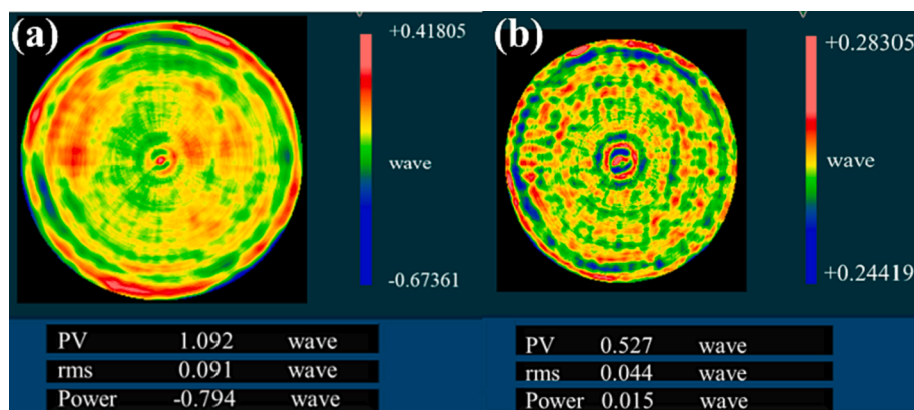 (a)
+0.41805
wave
-0.67361
PV 1.092 wave
rms 0.091 wave
Power -0.794 wave
(b)
+0.28305
wave
+0.24419
PV 0.527 wave
rms 0.044 wave
Power 0.015 wave